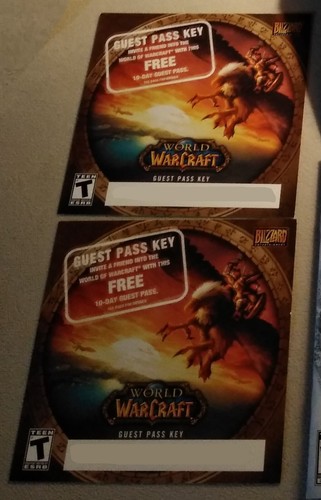 GUEST PASS KEY
INVITE A FRIEND INTO THE
WORLD OF WARCRAFT® WITH THIS
FREE
10-DAY GUEST PASS.
BLIZZARD
WORLD
WARCRAFT
GUEST PASS KEY
TEEN
T
ESRB
GUEST PASS KEY
INVITE A FRIEND INTO THE
WORLD OF WARCRAFT® WITH THIS
FREE
10-DAY GUEST PASS.
BLIZZARD
WORLD
WARCRAFT
GUEST PASS KEY
TEEN
T
ESRB